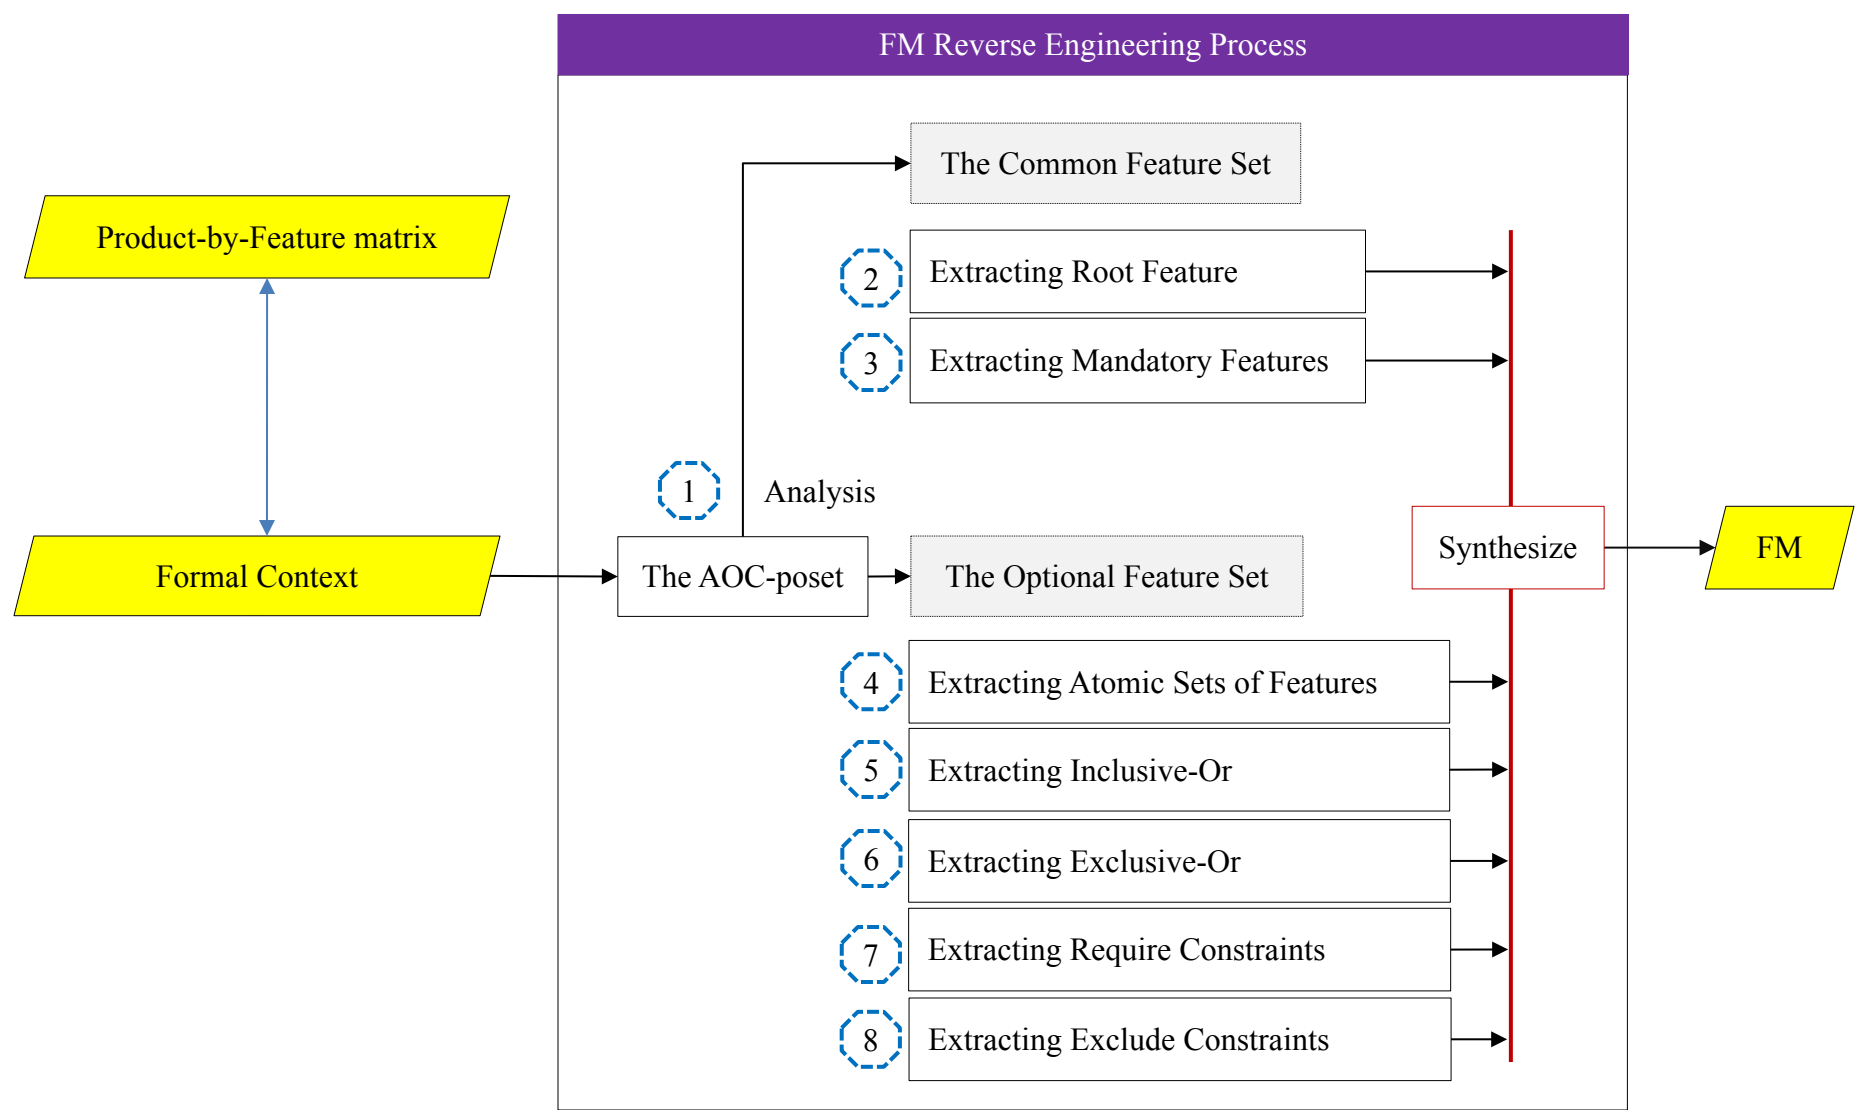 FM Reverse Engineering Process
The Common Feature Set
Product-by-Feature matrix
2
Extracting Root Feature
3
Extracting Mandatory Features
1
Analysis
Synthesize
FM
Formal Context
The AOC-poset
The Optional Feature Set
4
Extracting Atomic Sets of Features
5
Extracting Inclusive-Or
6
Extracting Exclusive-Or
7
Extracting Require Constraints
8
Extracting Exclude Constraints